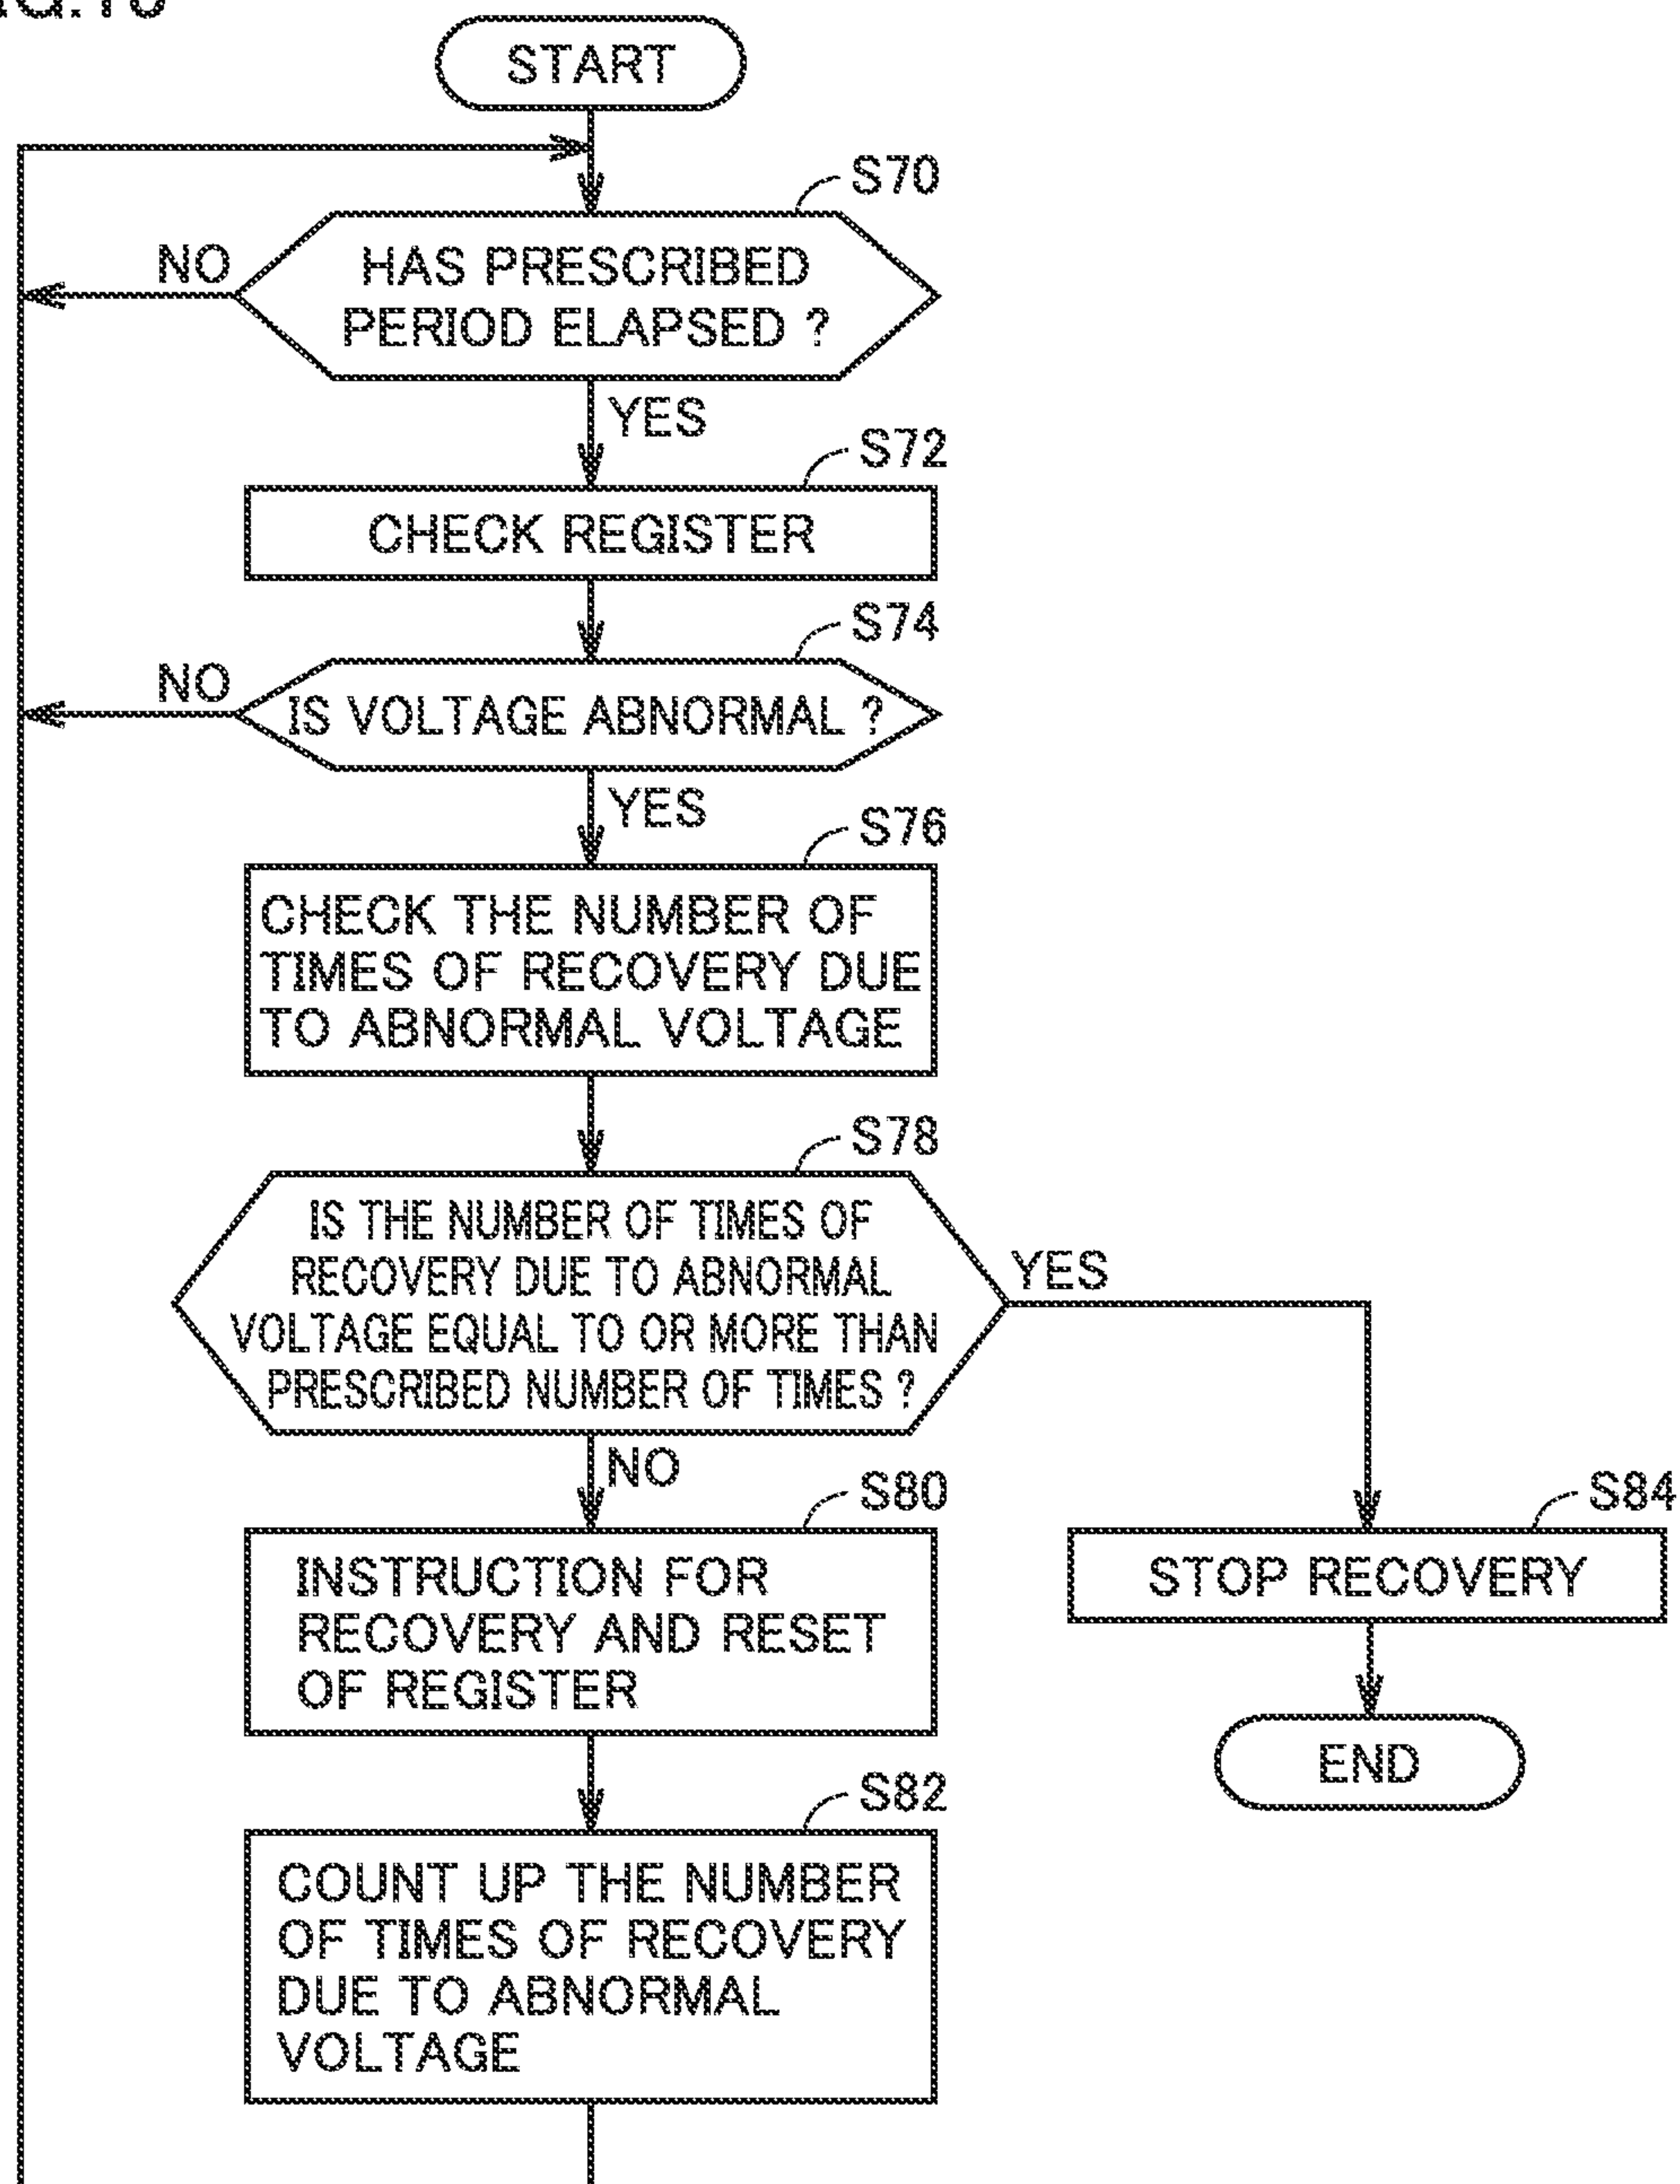 START
S70
NO
HAS PRESCRIBED
PERIOD ELAPSED ?
YES
S72
CHECK REGISTER
S74
NO
IS VOLTAGE ABNORMAL ?
YES
S76
CHECK THE NUMBER OF
TIMES OF RECOVERY DUE
TO ABNORMAL VOLTAGE
S78
IS THE NUMBER OF TIMES OF
RECOVERY DUE TO ABNORMAL
VOLTAGE EQUAL TO OR MORE THAN
PRESCRIBED NUMBER OF TIMES ?
YES
NO
S80
INSTRUCTION FOR
RECOVERY AND RESET
OF REGISTER
S84
STOP RECOVERY
END
S82
COUNT UP THE NUMBER
OF TIMES OF RECOVERY
DUE TO ABNORMAL
VOLTAGE